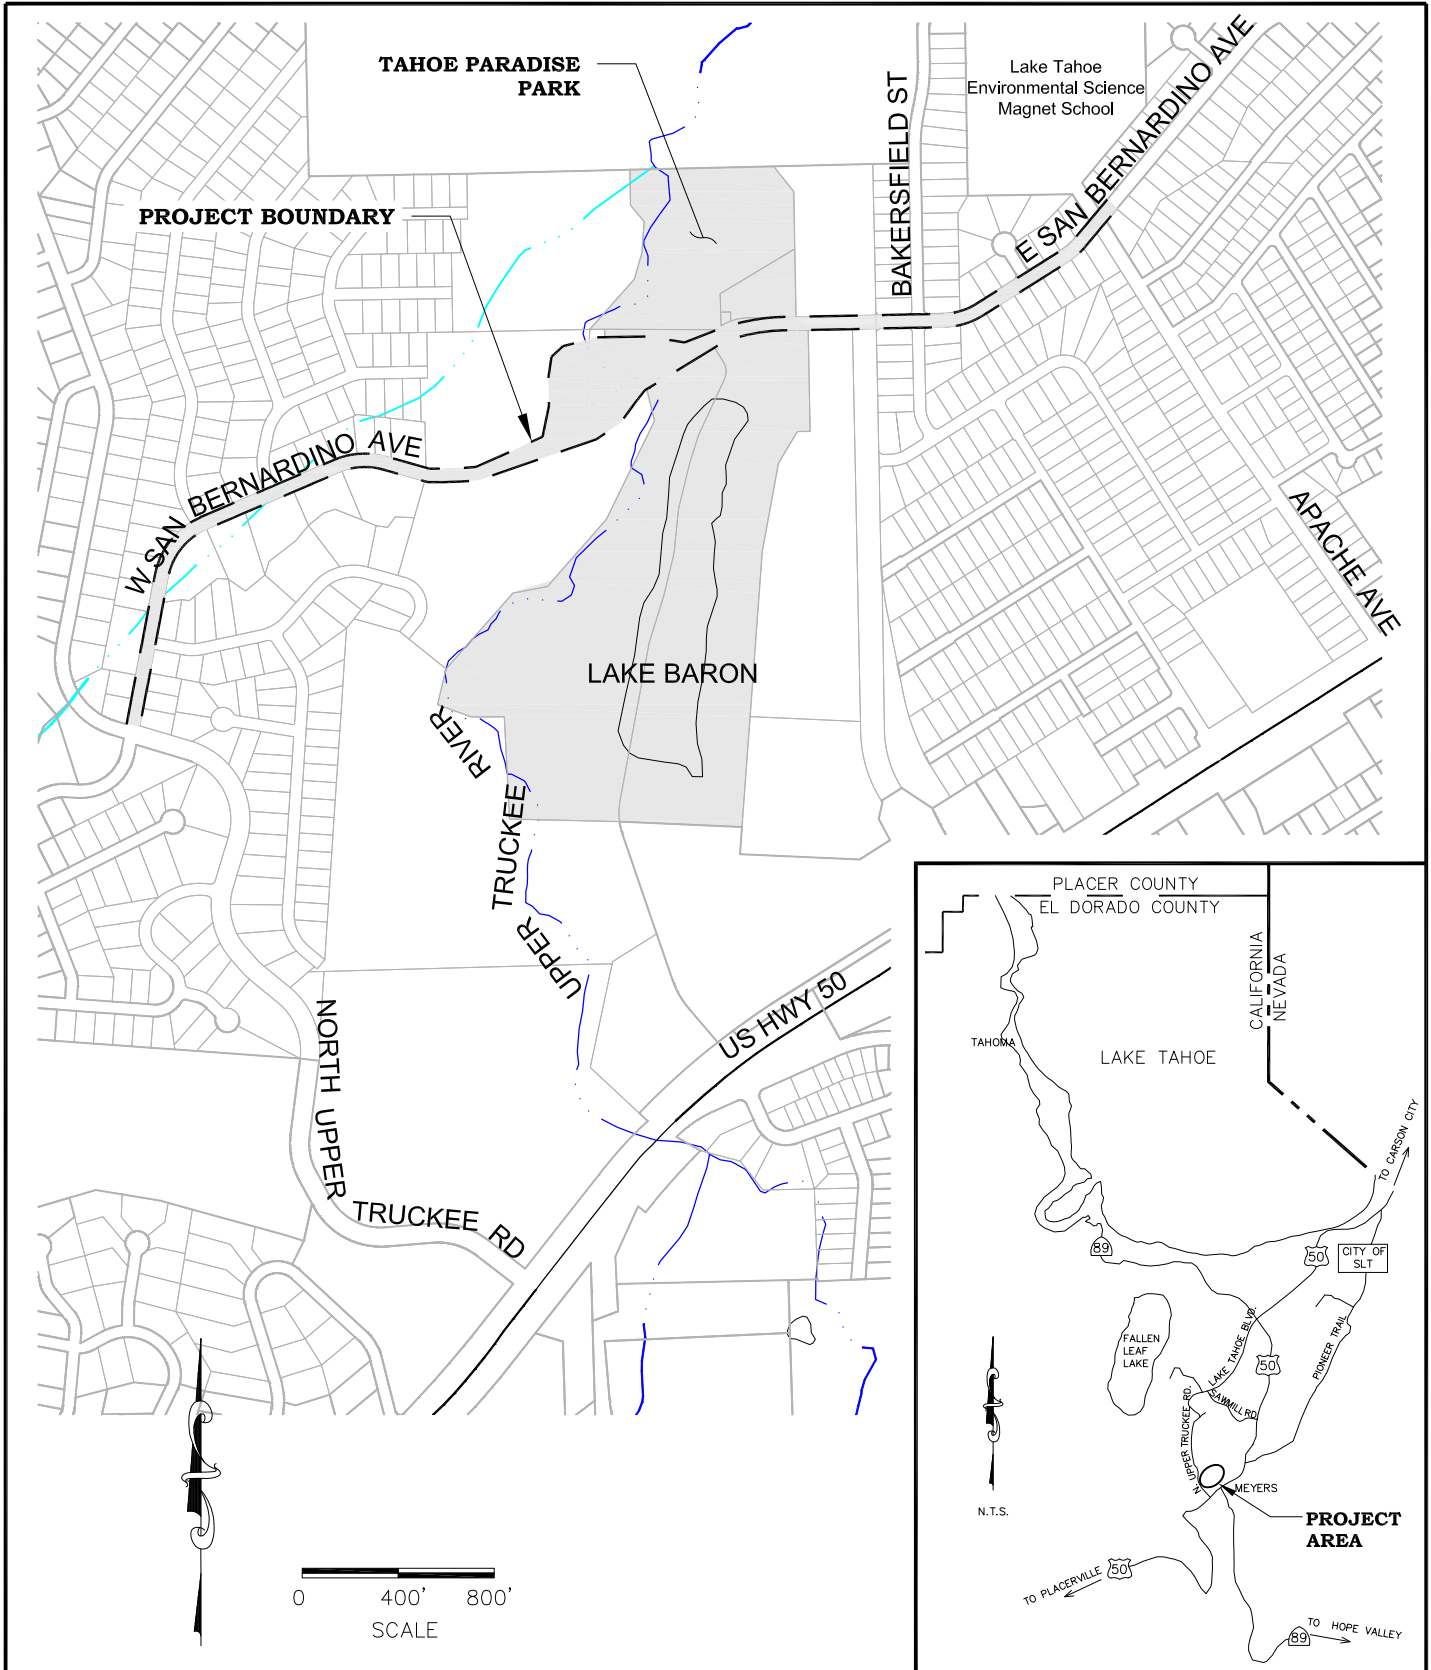 TAHOE PARADISE
PARK
Lake Tahoe
Environmental Science
Magnet School
BAKERSFIELD ST
E SAN BERNARDINO AVE
PROJECT BOUNDARY
W SAN BERNARDINO AVE
APACHE AVE
LAKE BARON
UPPER TRUCKEE RIVER
US HWY 50
NORTH UPPER TRUCKEE RD
0 400' 800'
SCALE
PLACER COUNTY
EL DORADO COUNTY
CALIFORNIA
NEVADA
TAHOMA
LAKE TAHOE
TO CARSON CITY
89
50
CITY OF
SLT
FALLEN
LEAF
LAKE
LAKE TAHOE BLVD.
50
PIONEER TRAIL
SAWMILL RD
N. UPPER TRUCKEE RD.
MEYERS
N.T.S.
PROJECT
AREA
TO PLACERVILLE
50
TO HOPE VALLEY
89